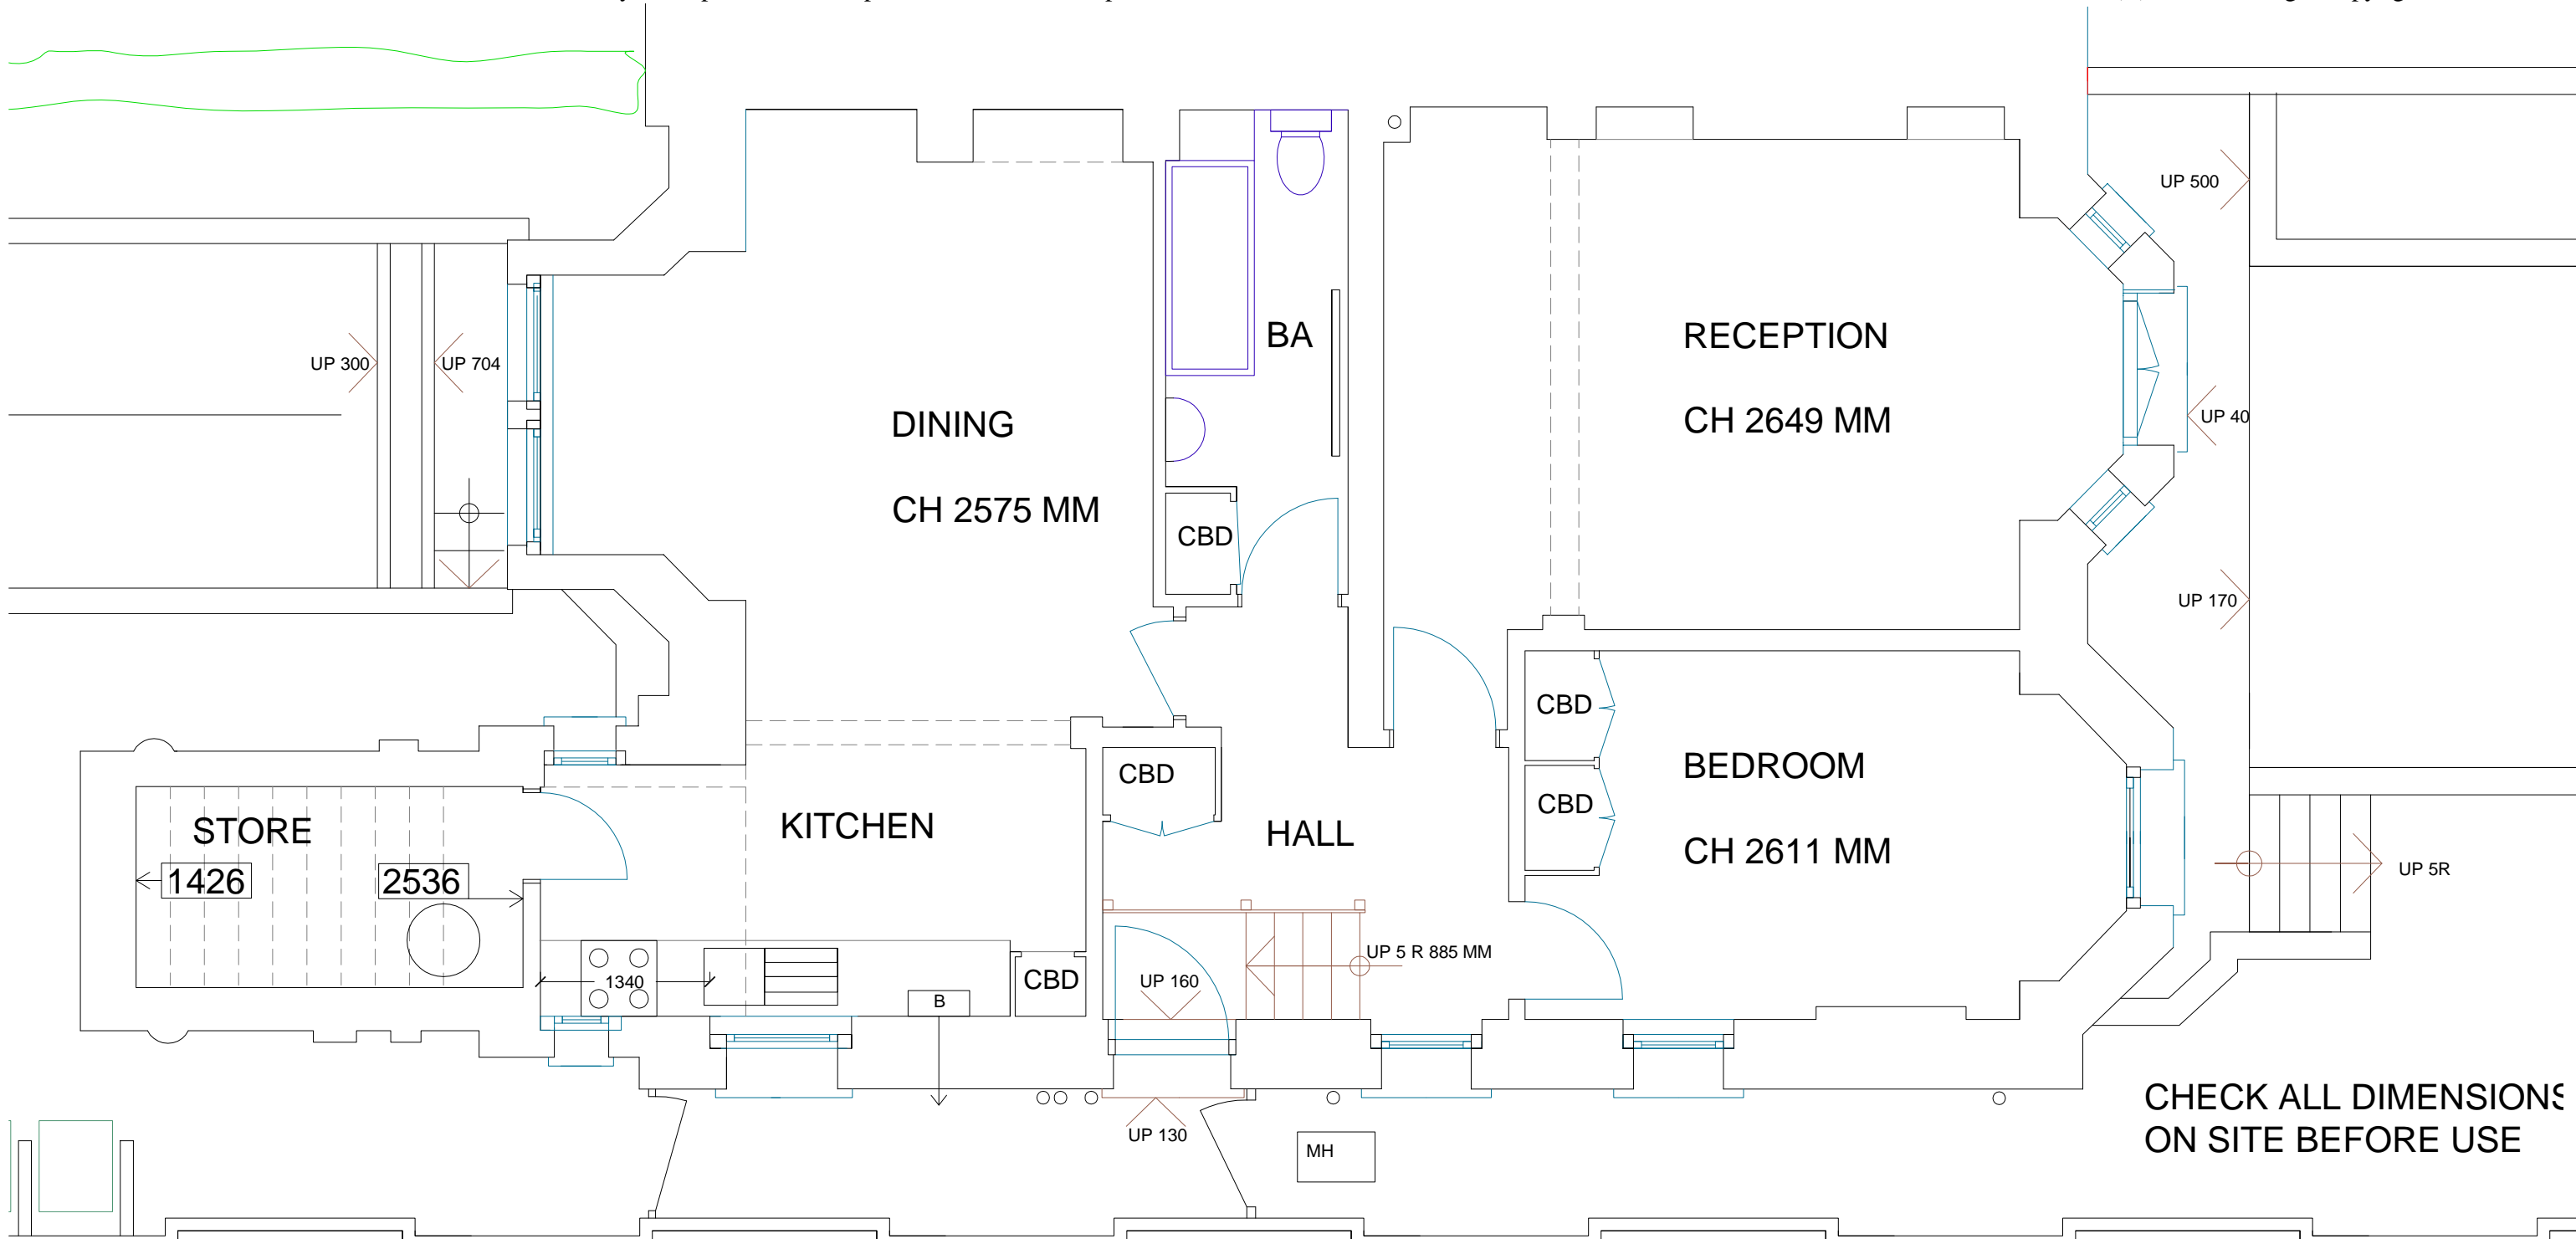 UP 500
UP 300
UP 704
BA
RECEPTION
UP 40
DINING
CH 2649 MM
CH 2575 MM
CBD
UP 170
CBD
CBD
BEDROOM
CBD
STORE
KITCHEN
HALL
CH 2611 MM
1426
2536
UP 5R
UP 5 R 885 MM
1340
CBD
UP 160
B
UP 130
MH
CHECK ALL DIMENSIONS
ON SITE BEFORE USE